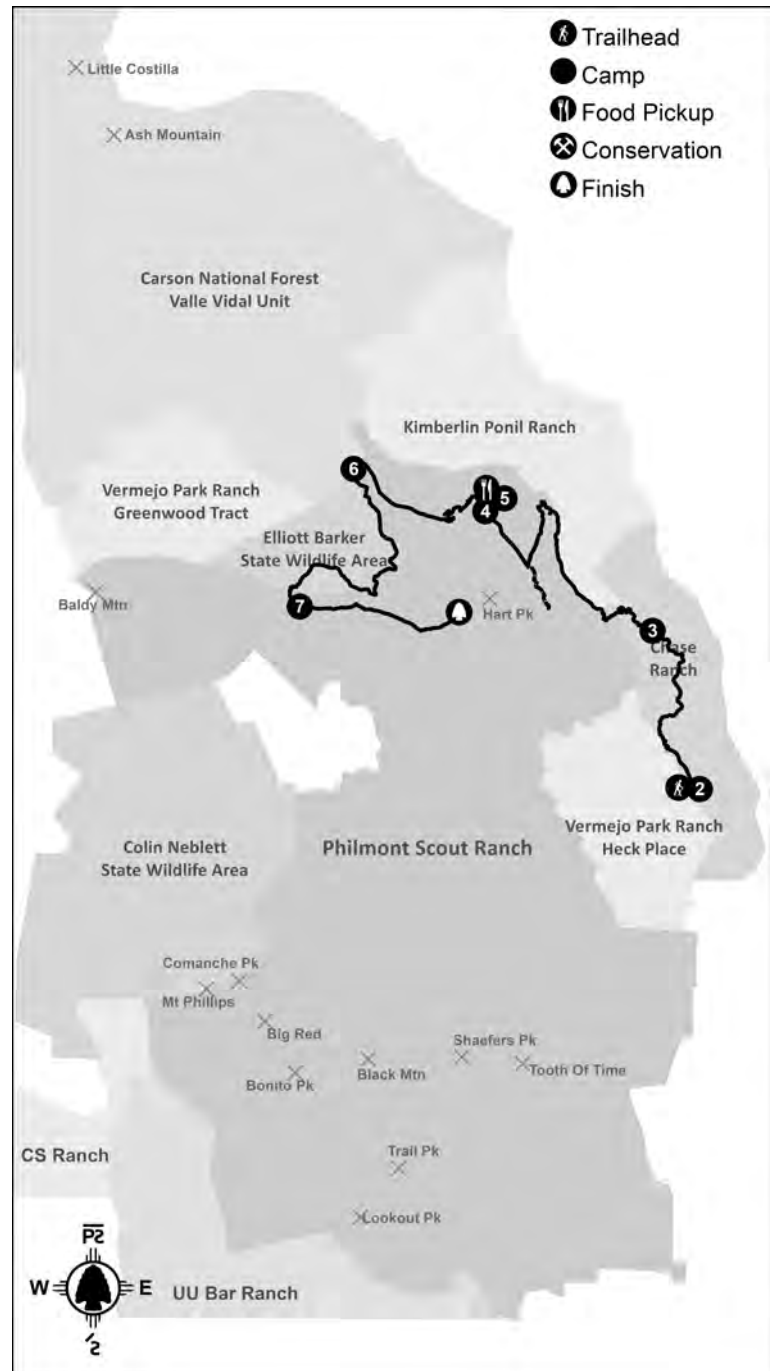 Trailhead
Camp
Food Pickup
Conservation
Finish
Little Costilla
Ash Mountain
Carson National Forest
Valle Vidal Unit
Kimberlin Ponil Ranch
6
Vermejo Park Ranch
Greenwood Tract
5
4
Elliott Barker
State Wildlife Area
Baldy Mtn
7
Hart Pk
3
Chase
Ranch
2
Vermejo Park Ranch
Heck Place
Colin Neblett
State Wildlife Area
Philmont Scout Ranch
Comanche Pk
Mt Phillips
Big Red
Bonito Pk
Black Mtn
Shaefers Pk
Tooth Of Time
Trail Pk
CS Ranch
Lookout Pk
W
E
UU Bar Ranch